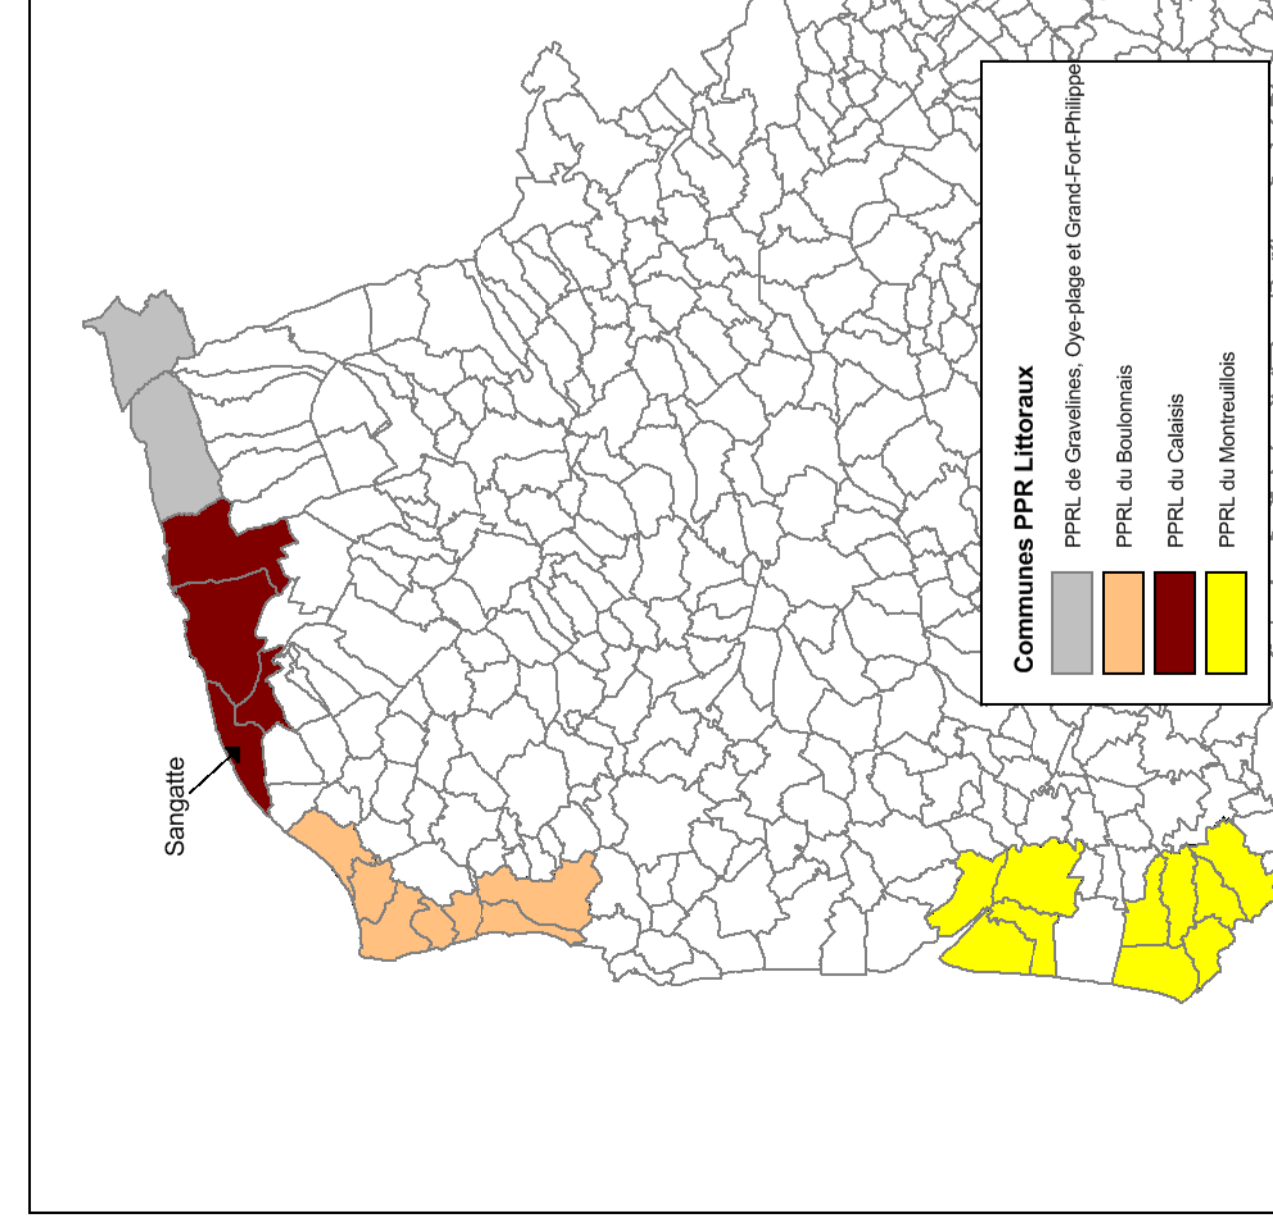 Sangatte
Communes PPR Littoraux
PPRL de Gravelines, Oye-plage et Grand-Fort-Philippe
PPRL du Boulonnais
PPRL du Calaisis
PPRL du Montreuillois